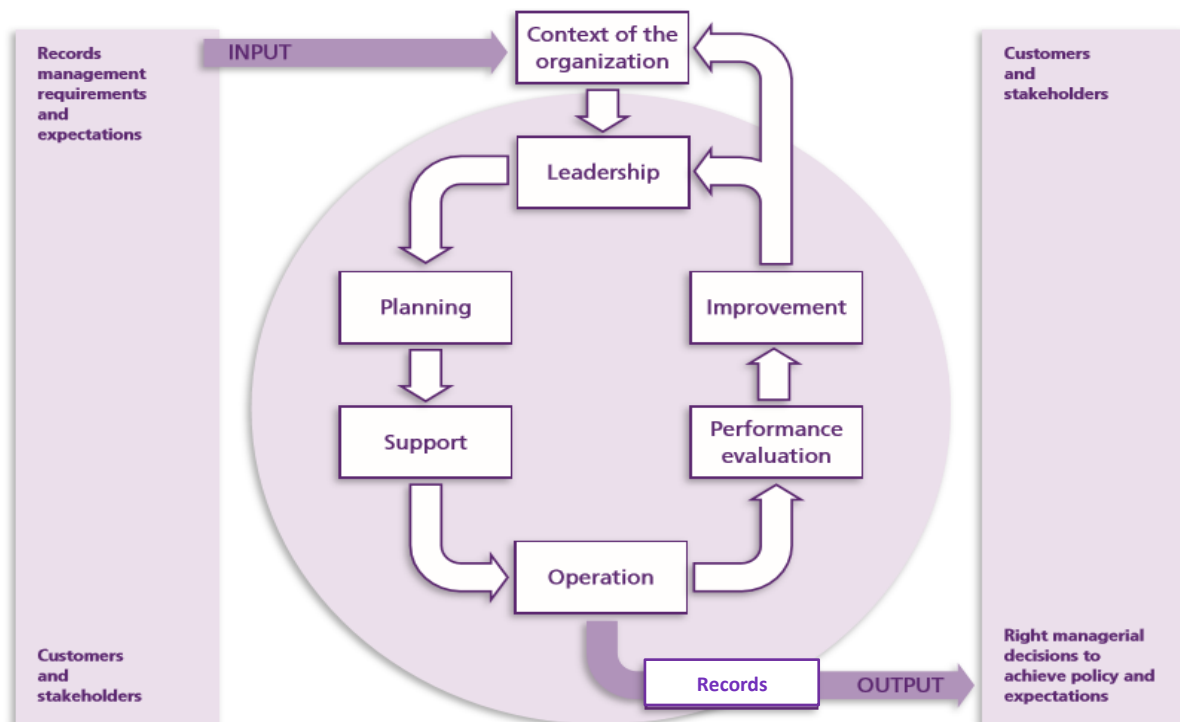 Records
management
requirements
and
expectations
INPUT
Context of the
organization
Customers
and
stakeholders
Leadership
Planning
Improvement
Support
Performance
evaluation
Operation
Customers
and
stakeholders
Records
OUTPUT
Right managerial
decisions to
achieve policy and
expectations